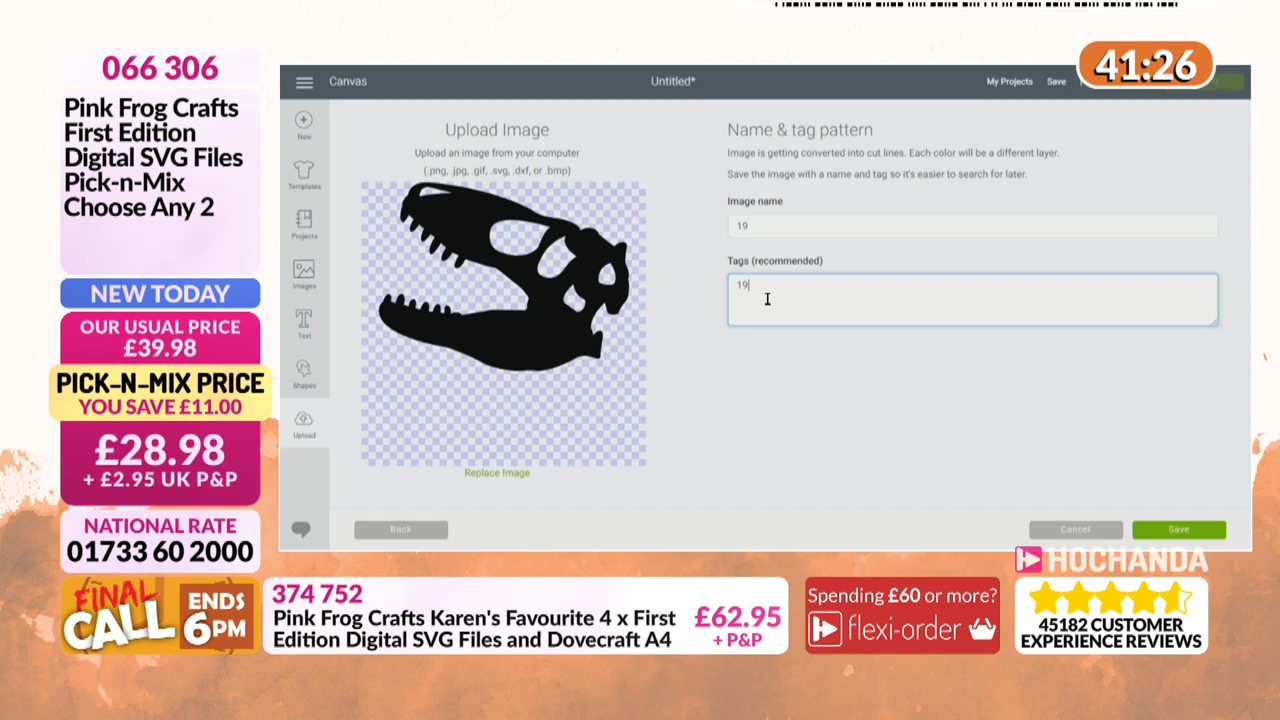 066 306
Pink Frog Crafts
First Edition
Digital SVG Files
Pick-n-Mix
Choose Any 2
NEW TODAY
OUR USUAL PRICE
£39.98
PICK-N-MIX PRICE
YOU SAVE £11.00
£28.98
+ £2.95 UK P&P
NATIONAL RATE
01733 60 2000
41:26
Canvas
Untitled*
My Projects
Save
New
Templates
Projects
Images
Text
Shapes
Upload
Upload Image
Upload an image from your computer
(.png, .jpg, .gif, .svg, .dxf, or .bmp)
Replace Image
Name & tag pattern
Image is getting converted into cut lines. Each color will be a different layer.
Save the image with a name and tag so it's easier to search for later.
Image name
19
Tags (recommended)
19
Back
Cancel
Save
HOCHANDA
FINAL CALL
ENDS
6PM
374 752
Pink Frog Crafts Karen's Favourite 4 x First
Edition Digital SVG Files and Dovecraft A4
£62.95
+ P&P
Spending £60 or more?
flexi-order
45182 CUSTOMER
EXPERIENCE REVIEWS